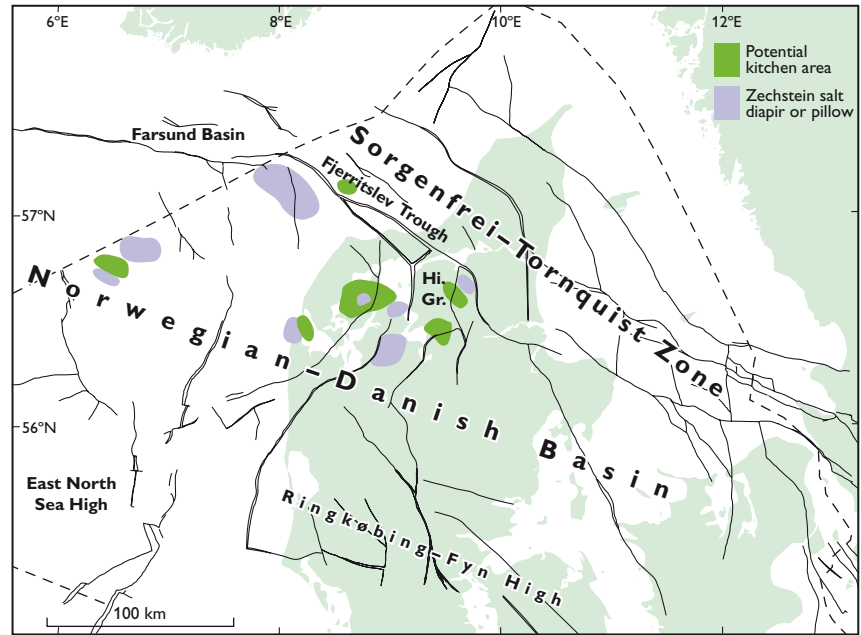 6°E
8°E
10°E
12°E
Potential
kitchen area
Zechstein salt
diapir or pillow
Farsund Basin
Sorgenfrei–Tornquist Zone
Fjerritslev Trough
57°N
Hi.
Gr.
Norwegian–Danish Basin
56°N
East North
Sea High
Ringkøbing–Fyn High
100 km